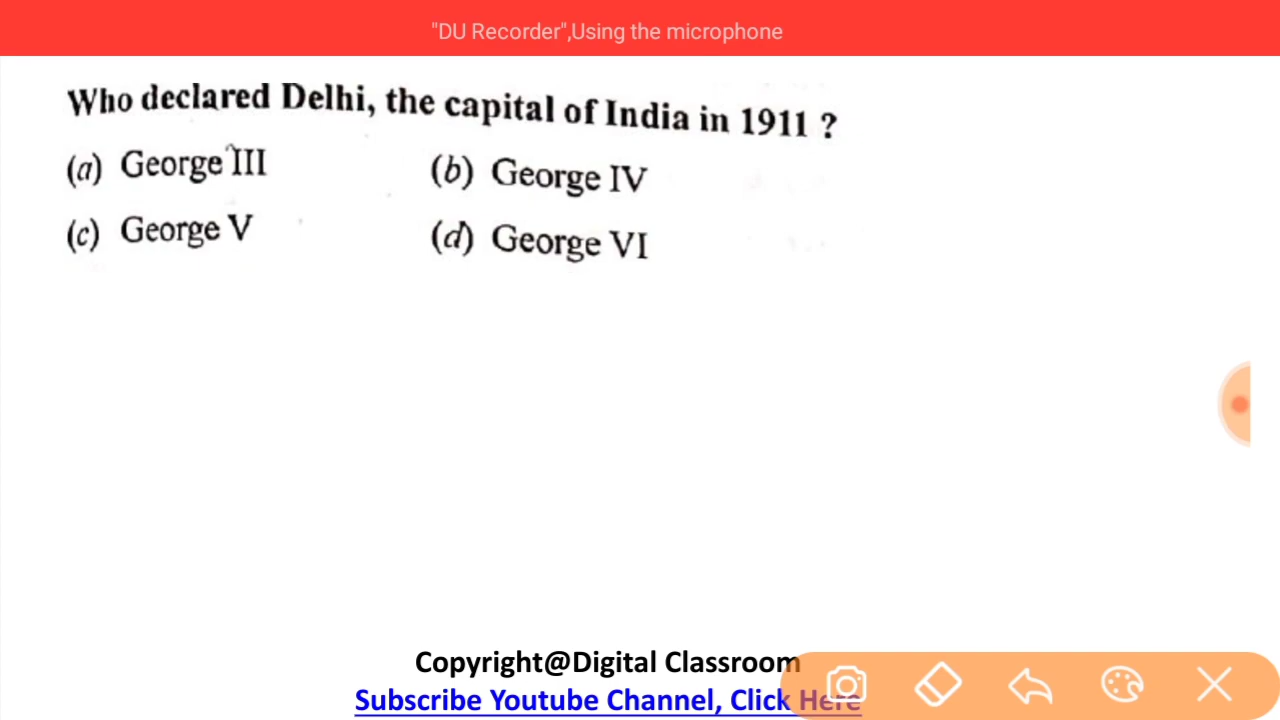 "DU Recorder",Using the microphone
Who declared Delhi, the capital of India in 1911 ?
(a) George III (b) George IV
(c) George V (d) George VI
Copyright@Digital Classroom
Subscribe Youtube Channel, Click Here